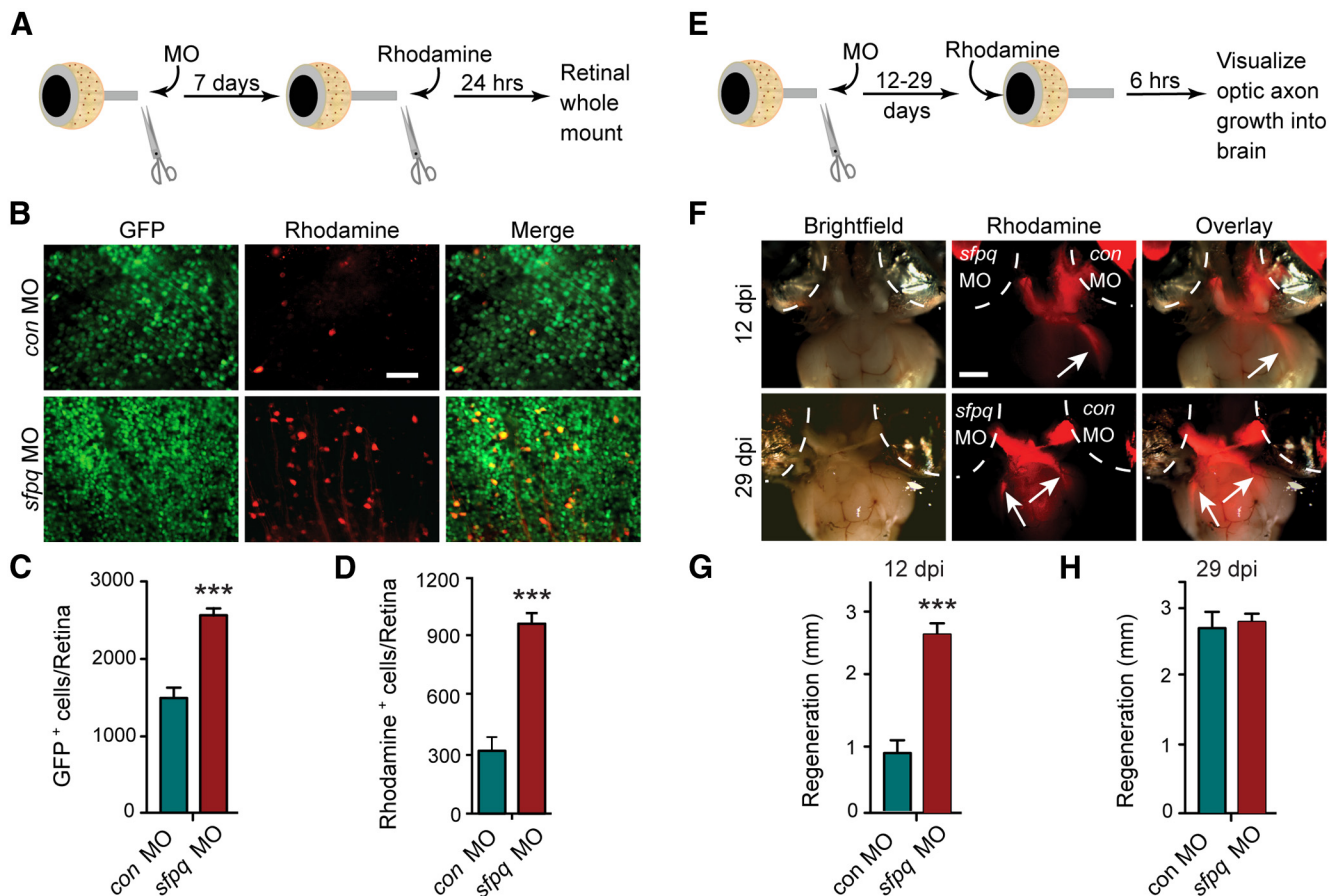 A
MO
7 days
Rhodamine
24 hrs
Retinal
whole
mount
E
MO
12-29
days
Rhodamine
6 hrs
Visualize
optic axon
growth into
brain
B
GFP
Rhodamine
Merge
con MO
sfpq MO
F
Brightfield
Rhodamine
Overlay
12 dpi
sfpq
MO
con
MO
29 dpi
sfpq
MO
con
MO
C
GFP + cells/Retina
3000
2000
1000
0
***
con MO
sfpq MO
D
Rhodamine + cells/Retina
1200
900
600
300
0
***
con MO
sfpq MO
G
12 dpi
Regeneration (mm)
3
2
1
0
***
con MO
sfpq MO
H
29 dpi
Regeneration (mm)
3
2
1
0
con MO
sfpq MO